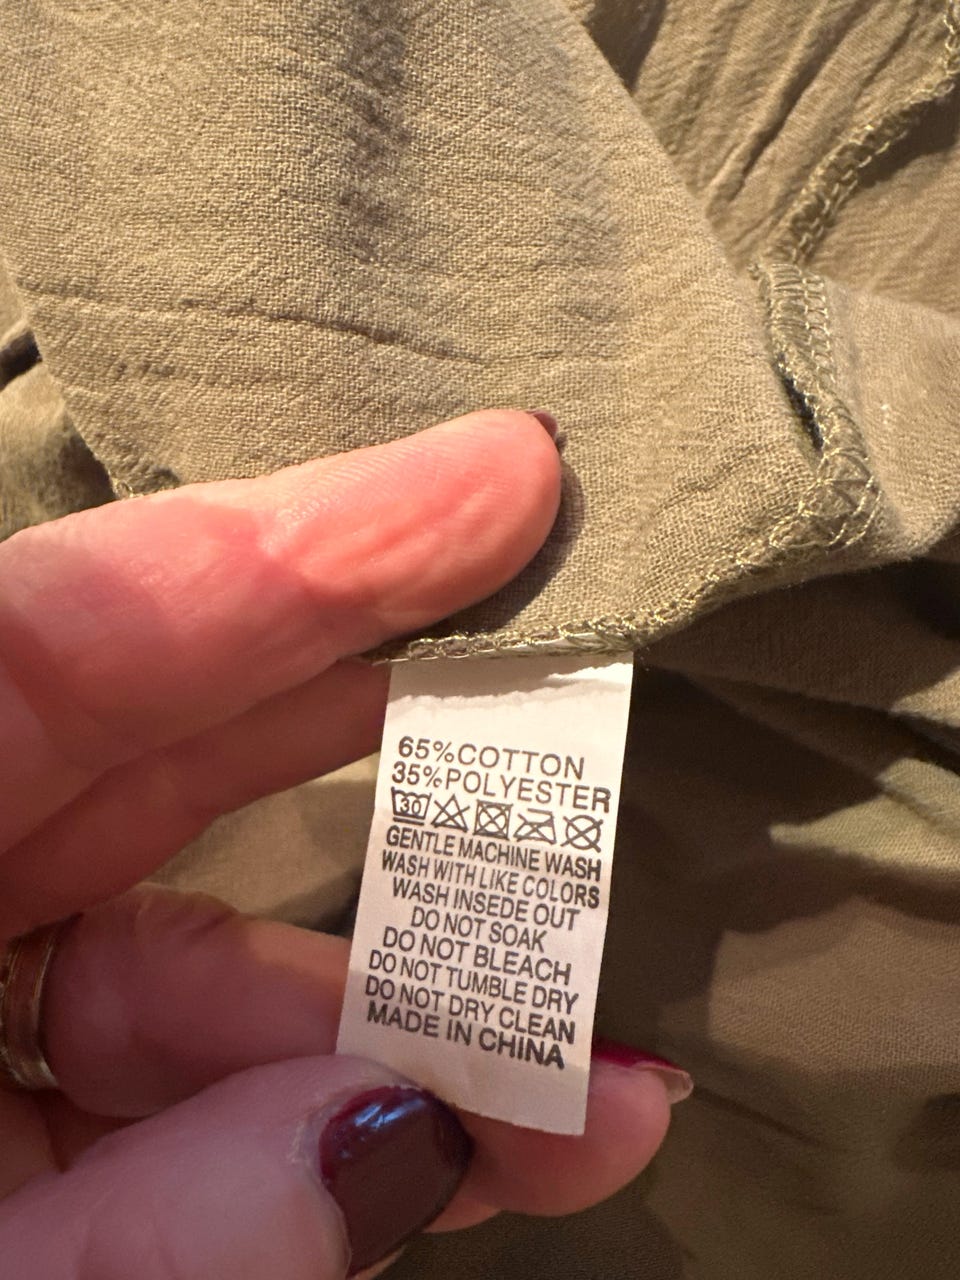 65%COTTON
35%POLYESTER
30
GENTLE MACHINE WASH
WASH WITH LIKE COLORS
WASH INSEDE OUT
DO NOT SOAK
DO NOT BLEACH
DO NOT TUMBLE DRY
DO NOT DRY CLEAN
MADE IN CHINA